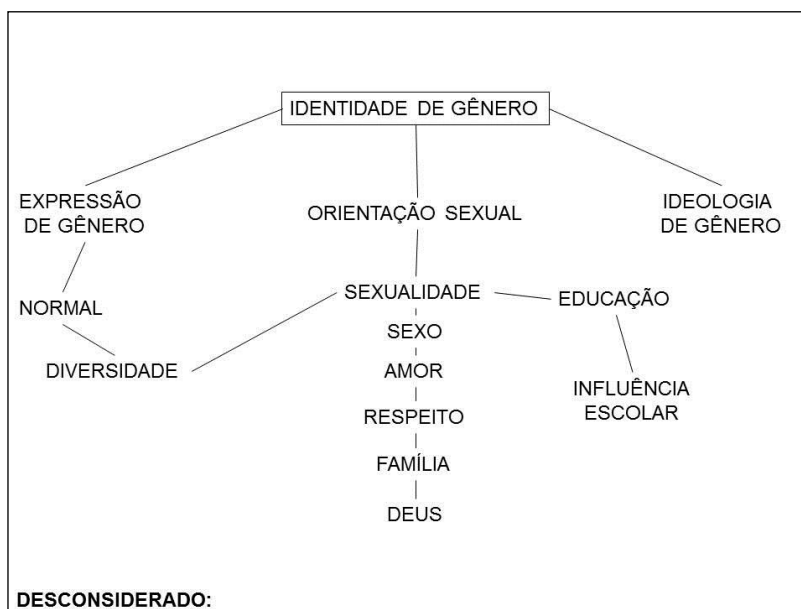 IDENTIDADE DE GÊNERO
EXPRESSÃO
DE GÊNERO
ORIENTAÇÃO SEXUAL
IDEOLOGIA
DE GÊNERO
NORMAL
SEXUALIDADE
EDUCAÇÃO
DIVERSIDADE
SEXO
AMOR
INFLUÊNCIA
ESCOLAR
RESPEITO
FAMÍLIA
DEUS
DESCONSIDERADO: